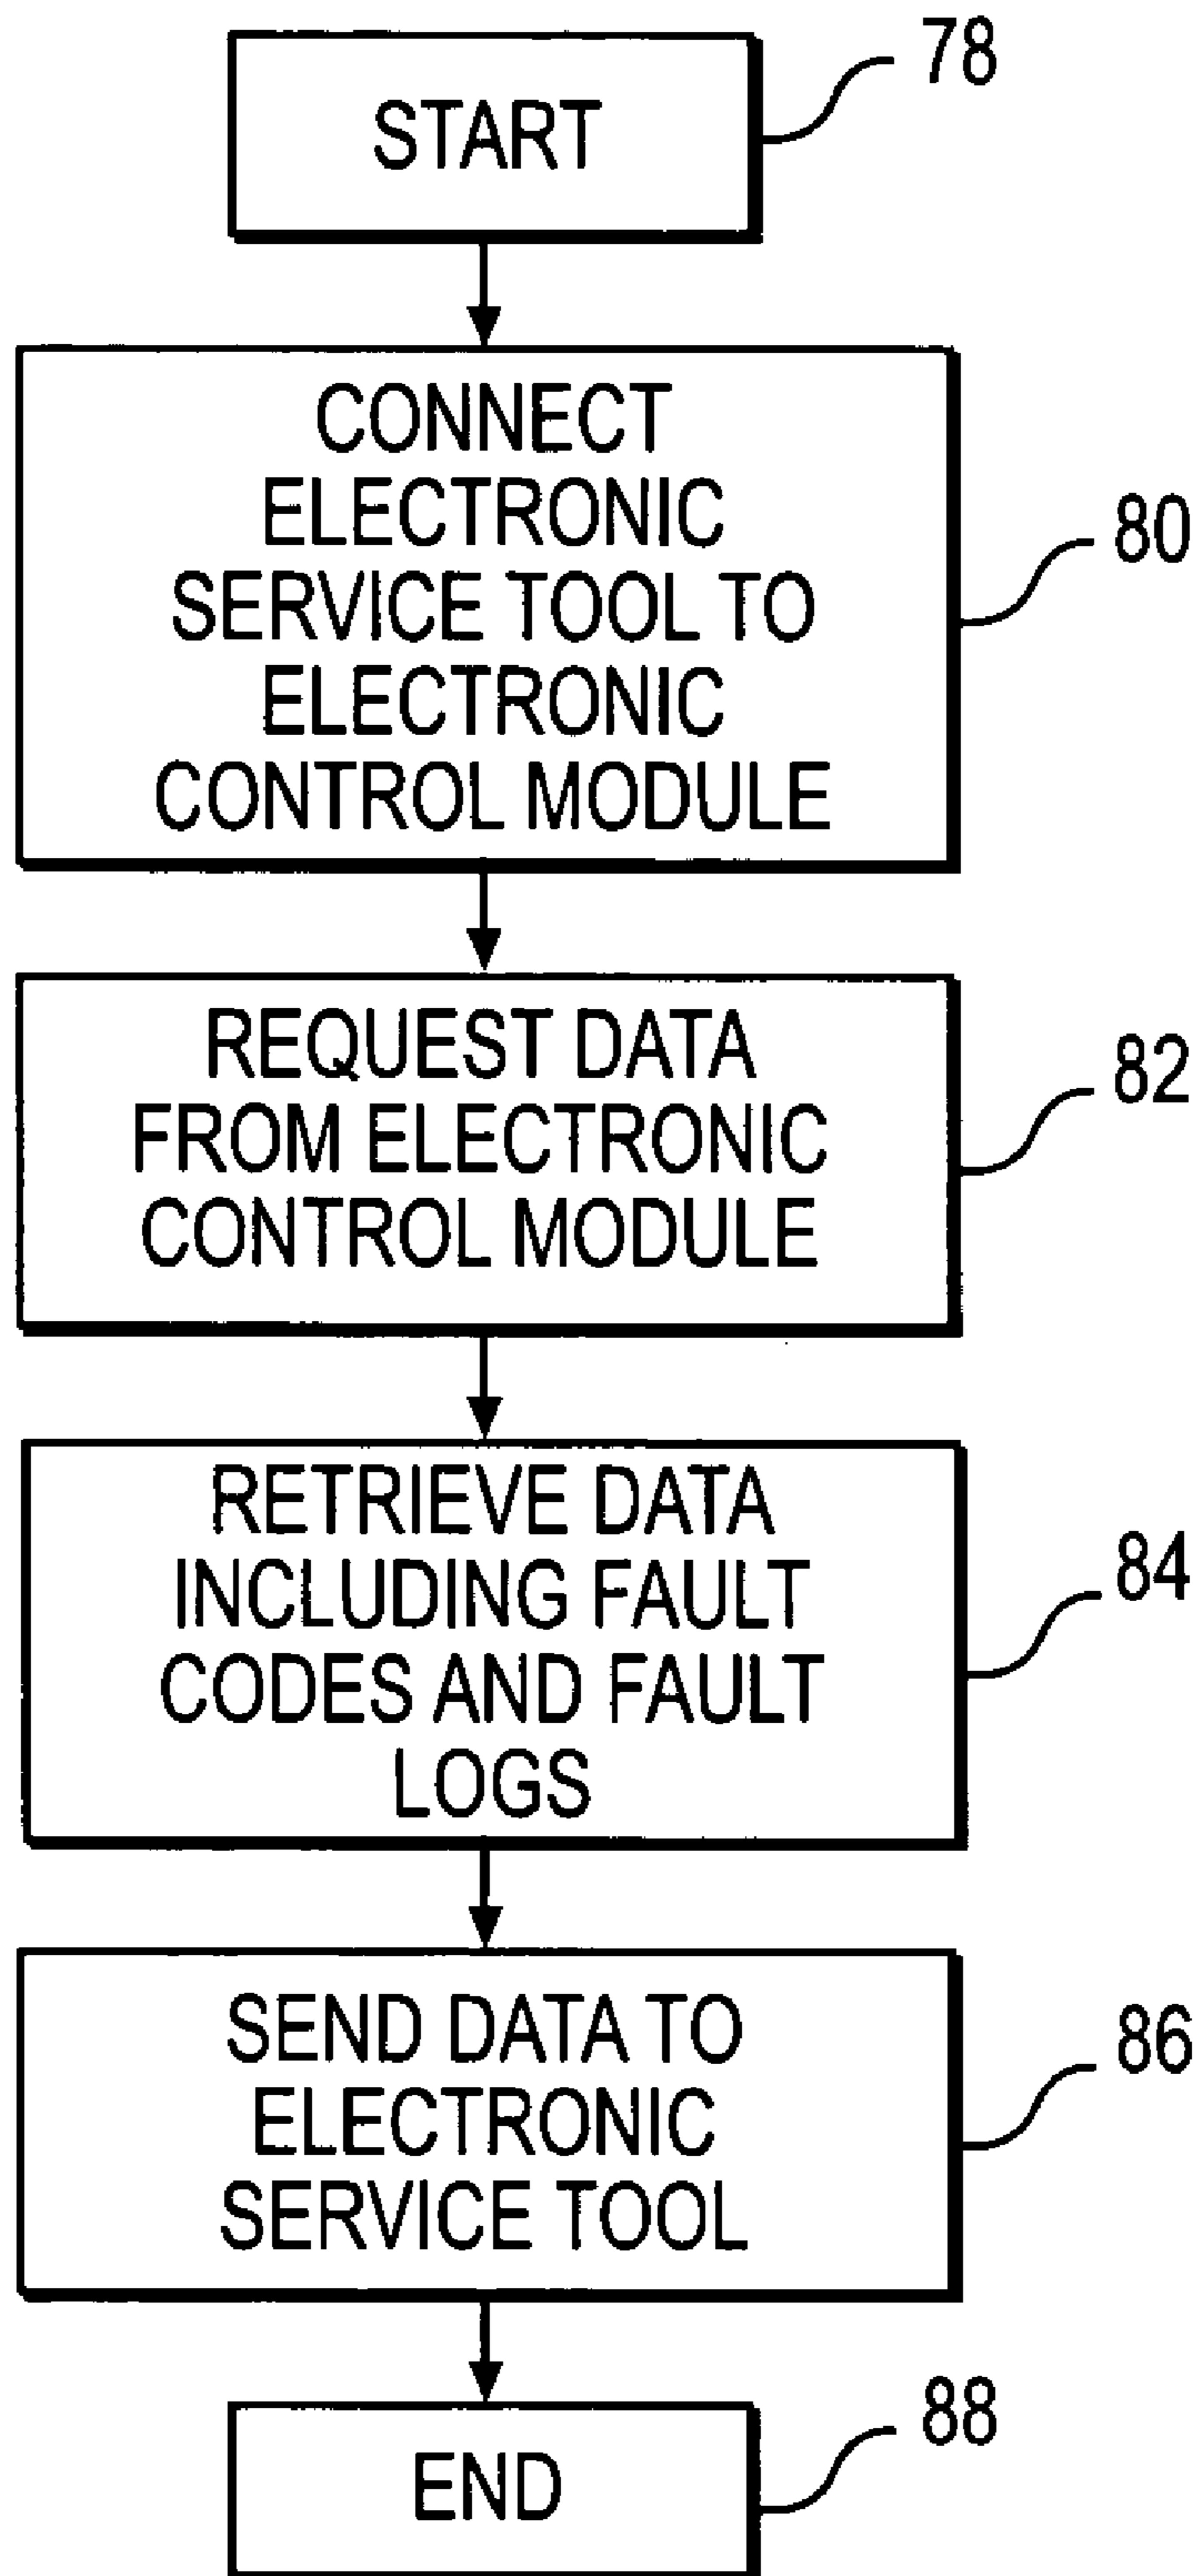 START
78
CONNECT
ELECTRONIC
SERVICE TOOL TO
ELECTRONIC
CONTROL MODULE
80
REQUEST DATA
FROM ELECTRONIC
CONTROL MODULE
82
RETRIEVE DATA
INCLUDING FAULT
CODES AND FAULT
LOGS
84
SEND DATA TO
ELECTRONIC
SERVICE TOOL
86
END
88